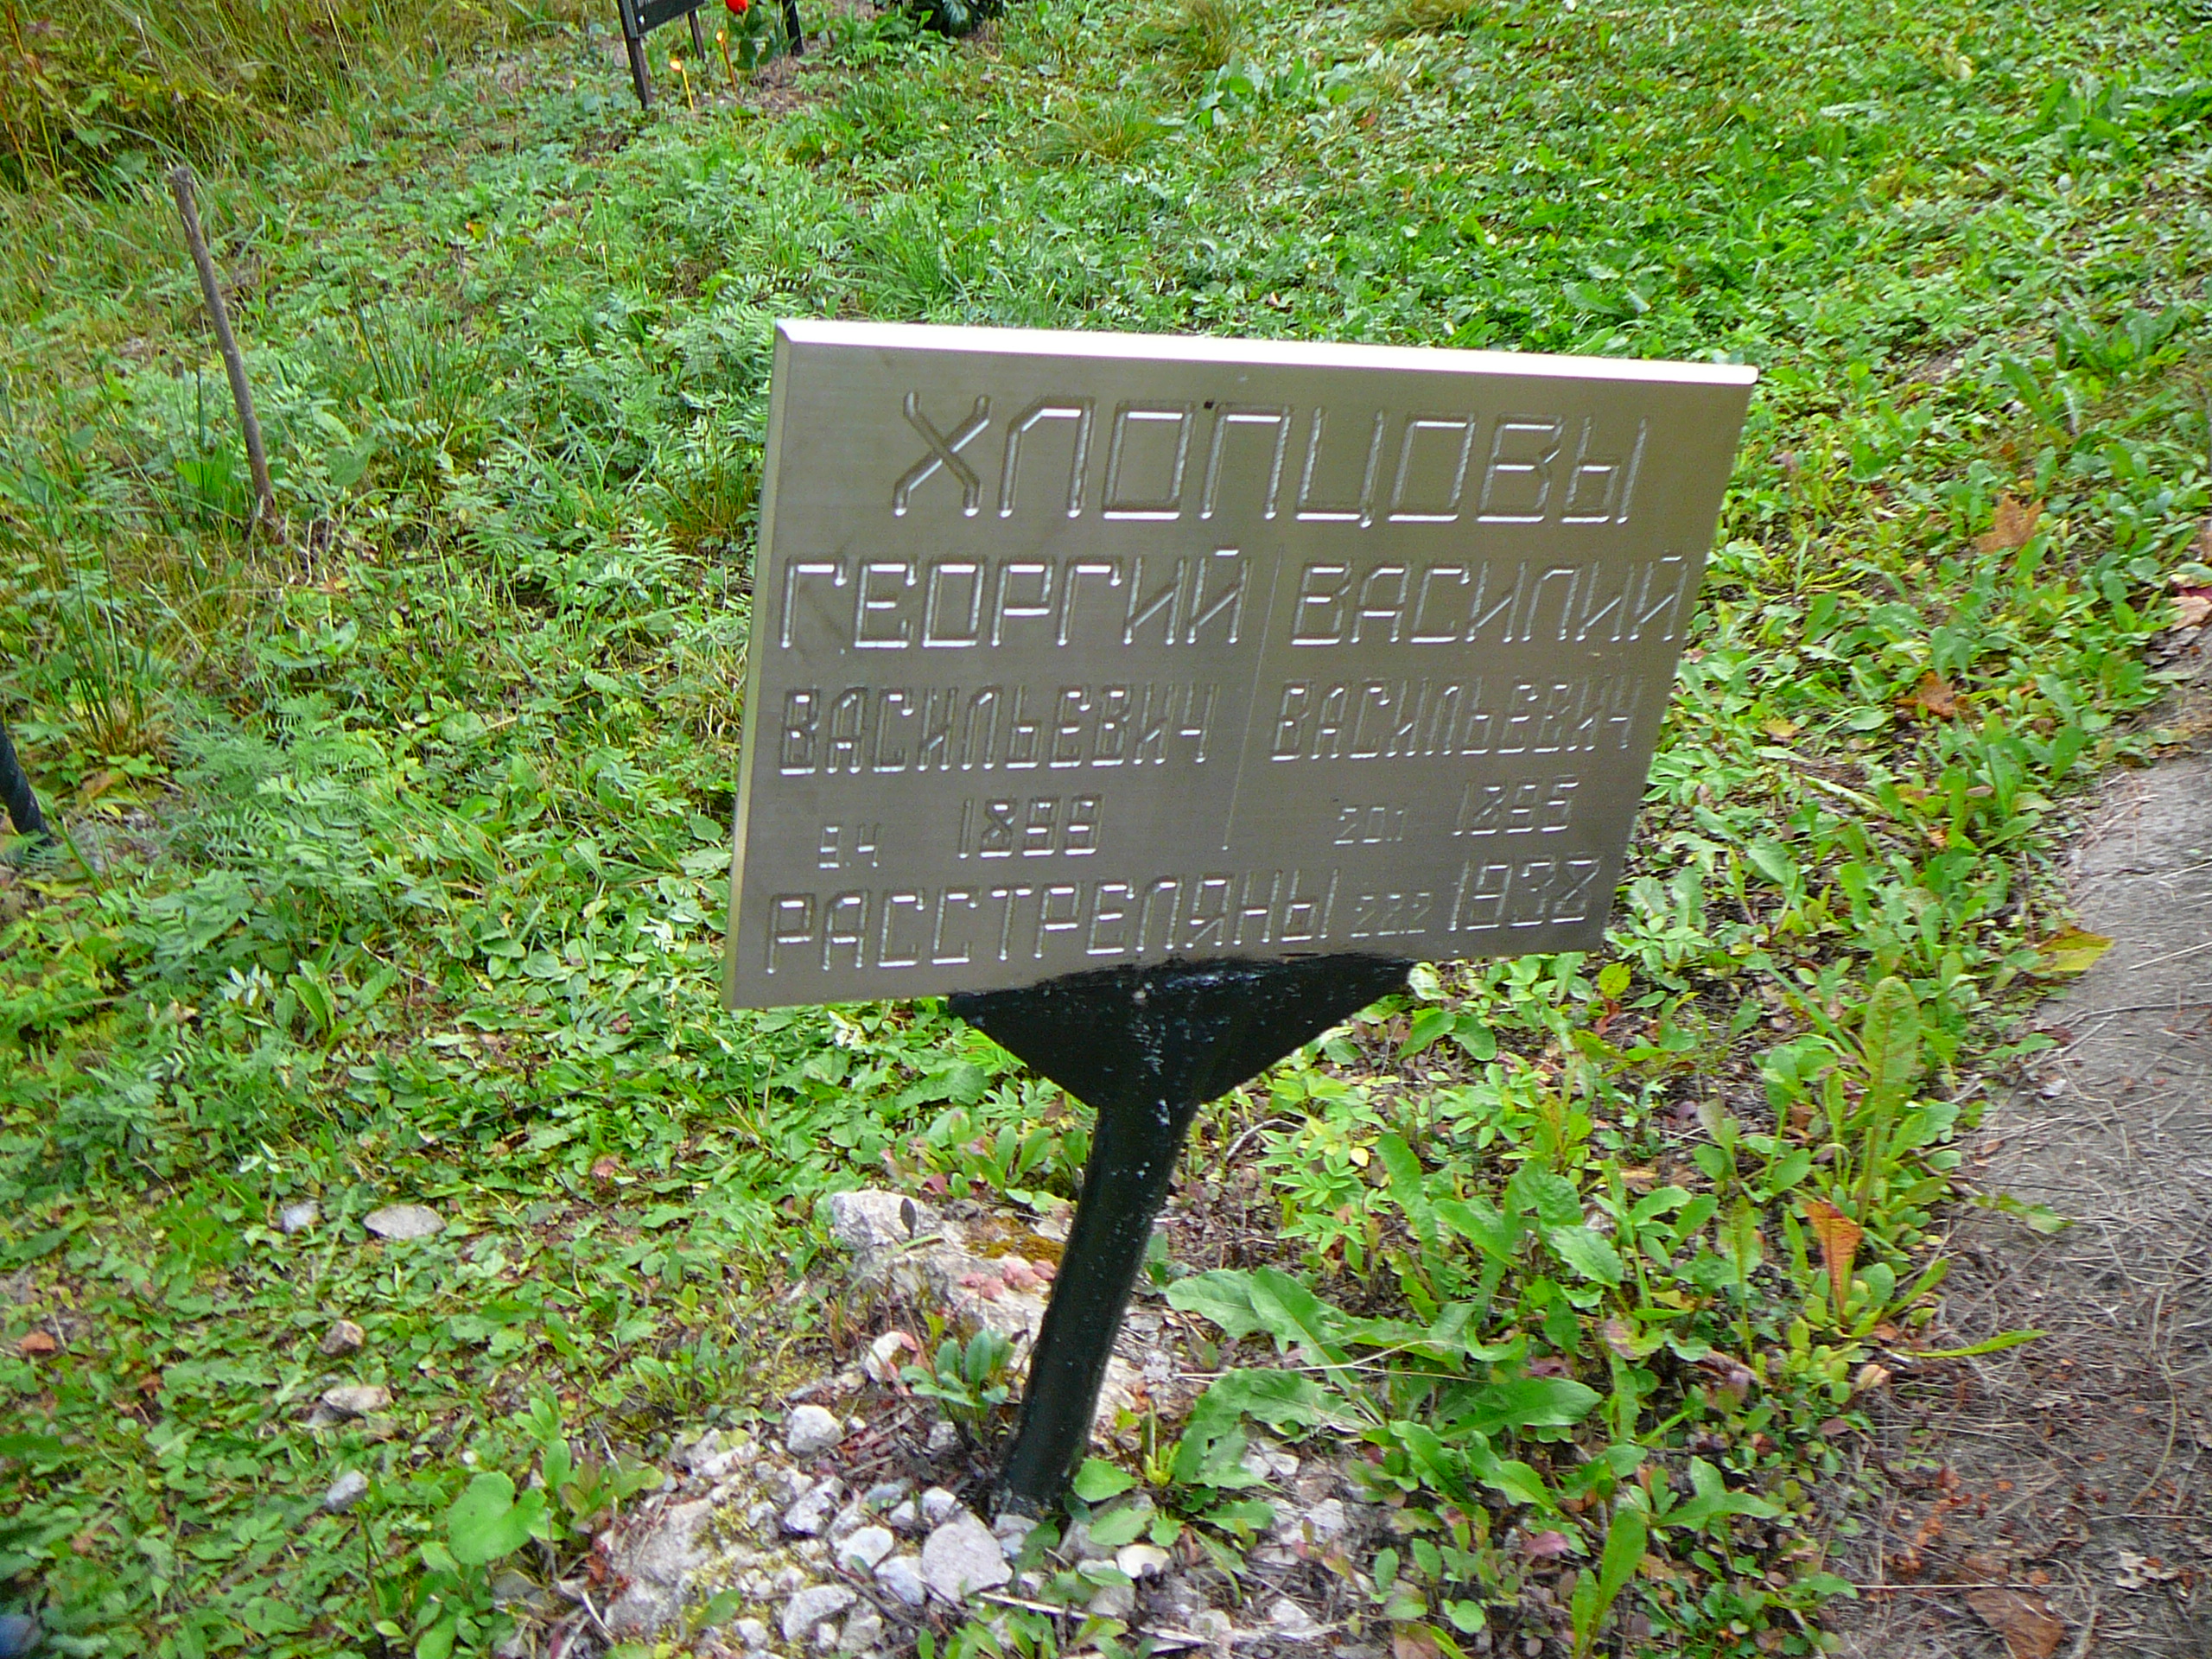 ХЛОПЦОВЫ
ГЕОРГИЙ ВАСИЛИЙ
ВАСИЛЬЕВИЧ ВАСИЛЬЕВИЧ
9.4 1899 20.1 1895
РАССТРЕЛЯНЫ 22.2 1938